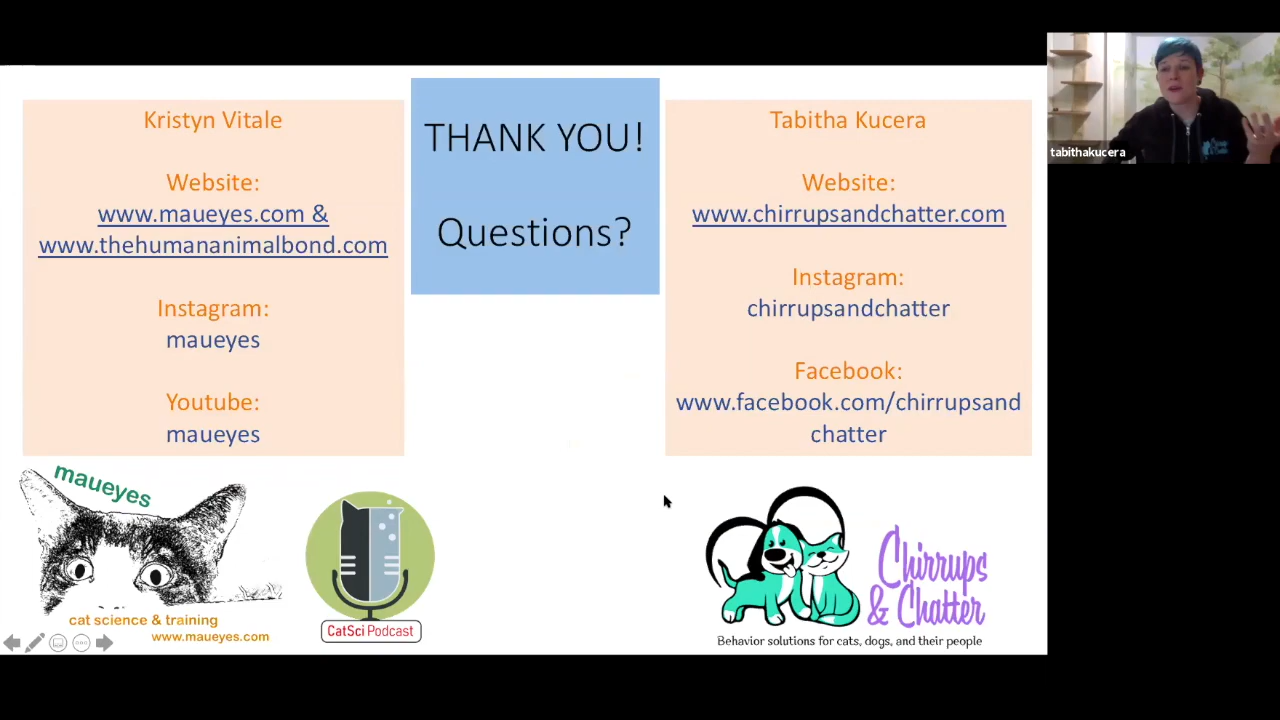 Kristyn Vitale
Website:
www.maueyes.com &
www.thehumananimalbond.com
Instagram:
maueyes
Youtube:
maueyes
THANK YOU!
Questions?
Tabitha Kucera
Website:
www.chirrupsandchatter.com
Instagram:
chirrupsandchatter
Facebook:
www.facebook.com/chirrupsand
chatter
tabithakucera
maueyes
cat science & training
www.maueyes.com
CatSci Podcast
Chirrups
& Chatter
Behavior solutions for cats, dogs, and their people